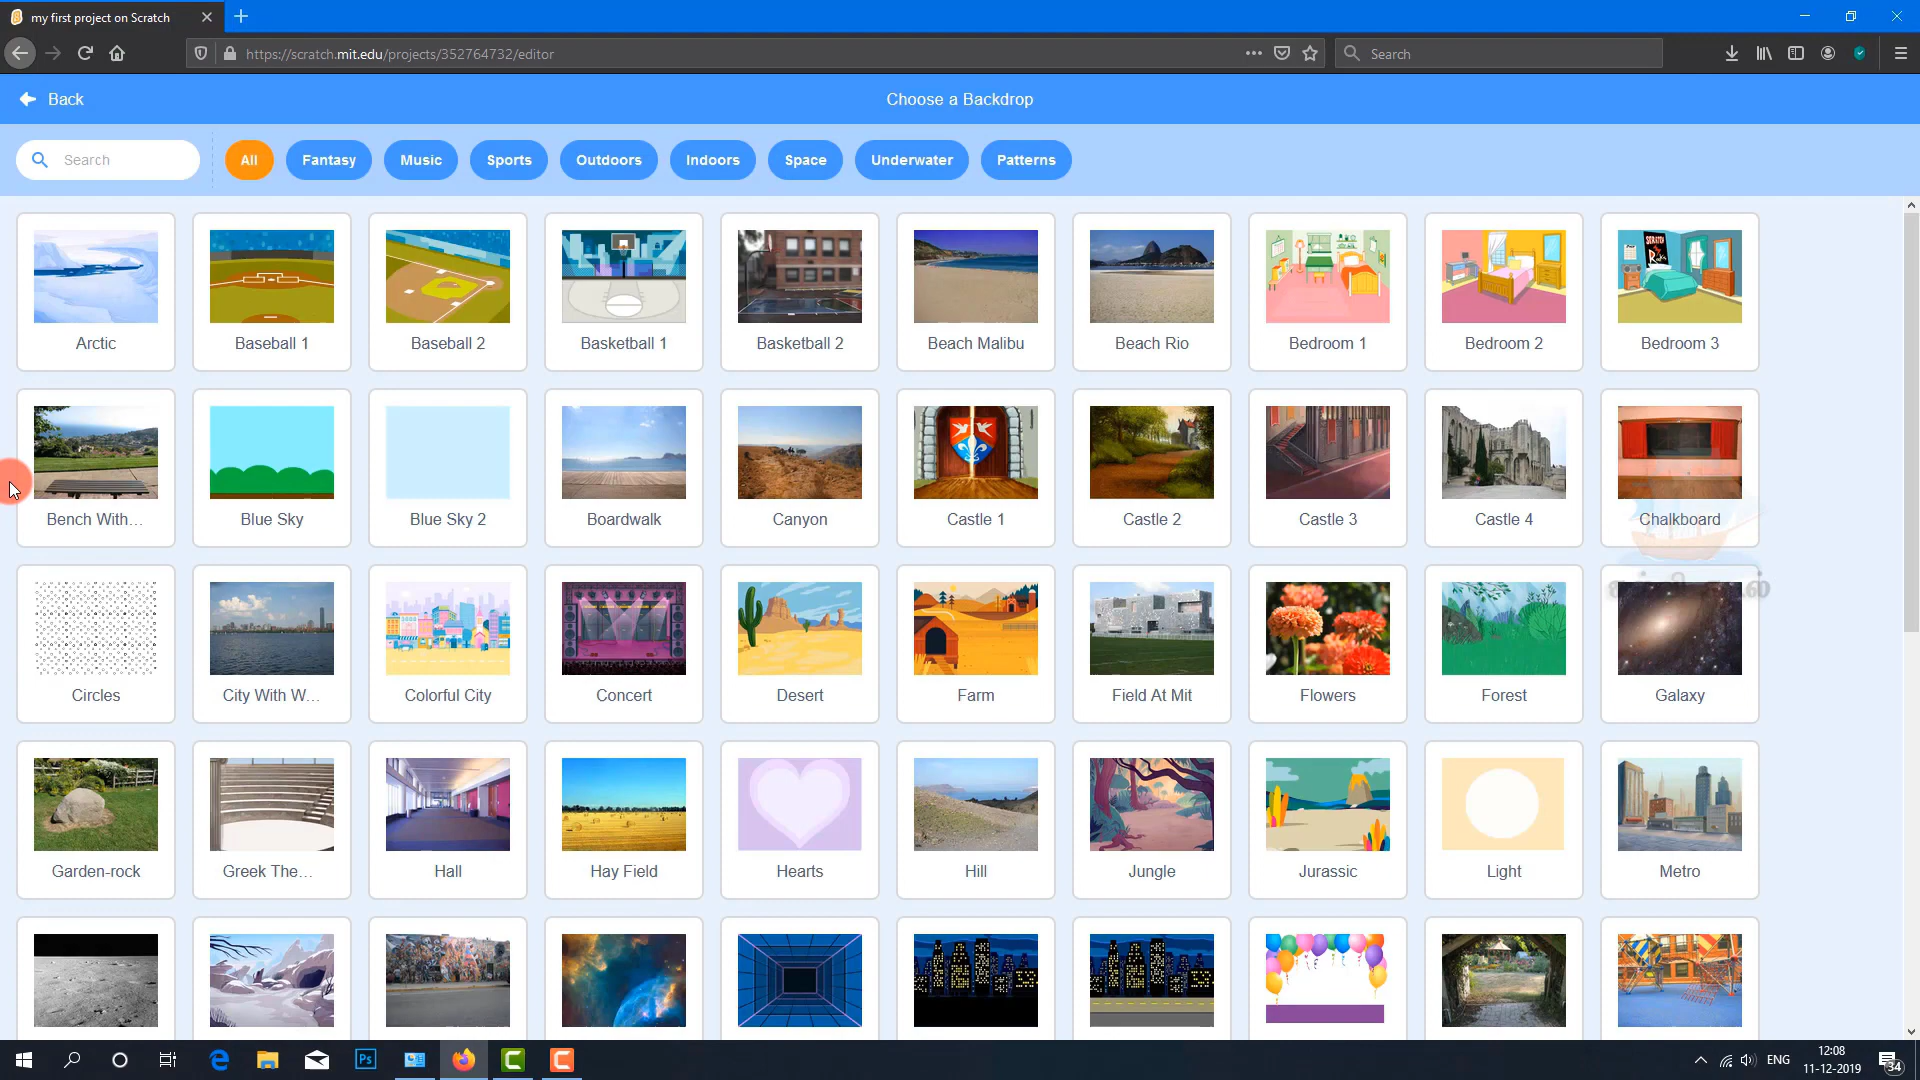 my first project on Scratch
https://scratch.mit.edu/projects/352764732/editor
Search
Back
Choose a Backdrop
Search
All
Fantasy
Music
Sports
Outdoors
Indoors
Space
Underwater
Patterns
Arctic
Baseball 1
Baseball 2
Basketball 1
Basketball 2
Beach Malibu
Beach Rio
Bedroom 1
Bedroom 2
Bedroom 3
Bench With...
Blue Sky
Blue Sky 2
Boardwalk
Canyon
Castle 1
Castle 2
Castle 3
Castle 4
Chalkboard
Circles
City With W...
Colorful City
Concert
Desert
Farm
Field At Mit
Flowers
Forest
Galaxy
Garden-rock
Greek The...
Hall
Hay Field
Hearts
Hill
Jungle
Jurassic
Light
Metro
Ps
ENG
12:08
11-12-2019
34